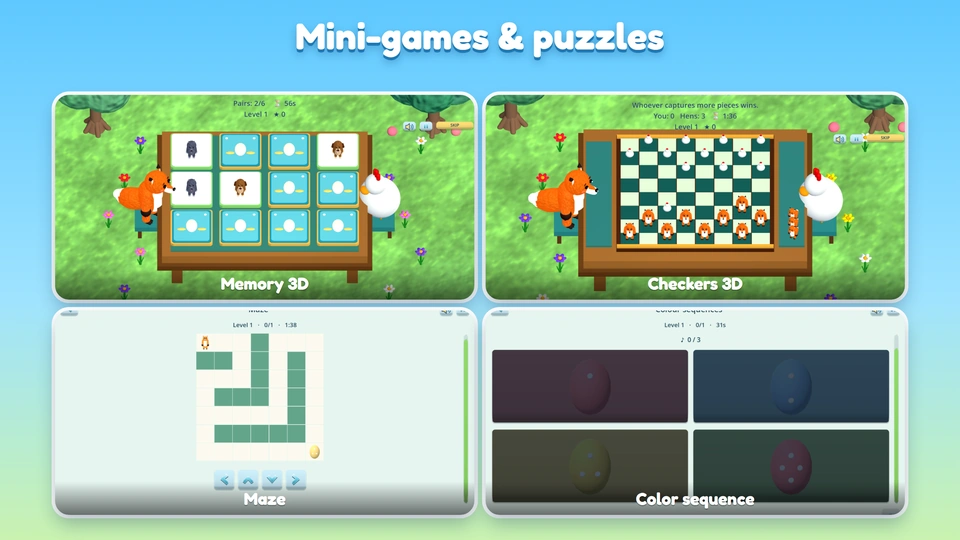 Mini-games & puzzles
Pairs: 2/6 56s
Level 1 ★ 0
SKIP
Memory 3D
Whoever captures more pieces wins.
You: 0 Hens: 3 1:36
Level 1 ★ 0
SKIP
Checkers 3D
Maze
Level 1 · 0/1 · 1:38
Maze
Colour sequences
Level 1 · 0/1 · 31s
♪ 0 / 3
Color sequence